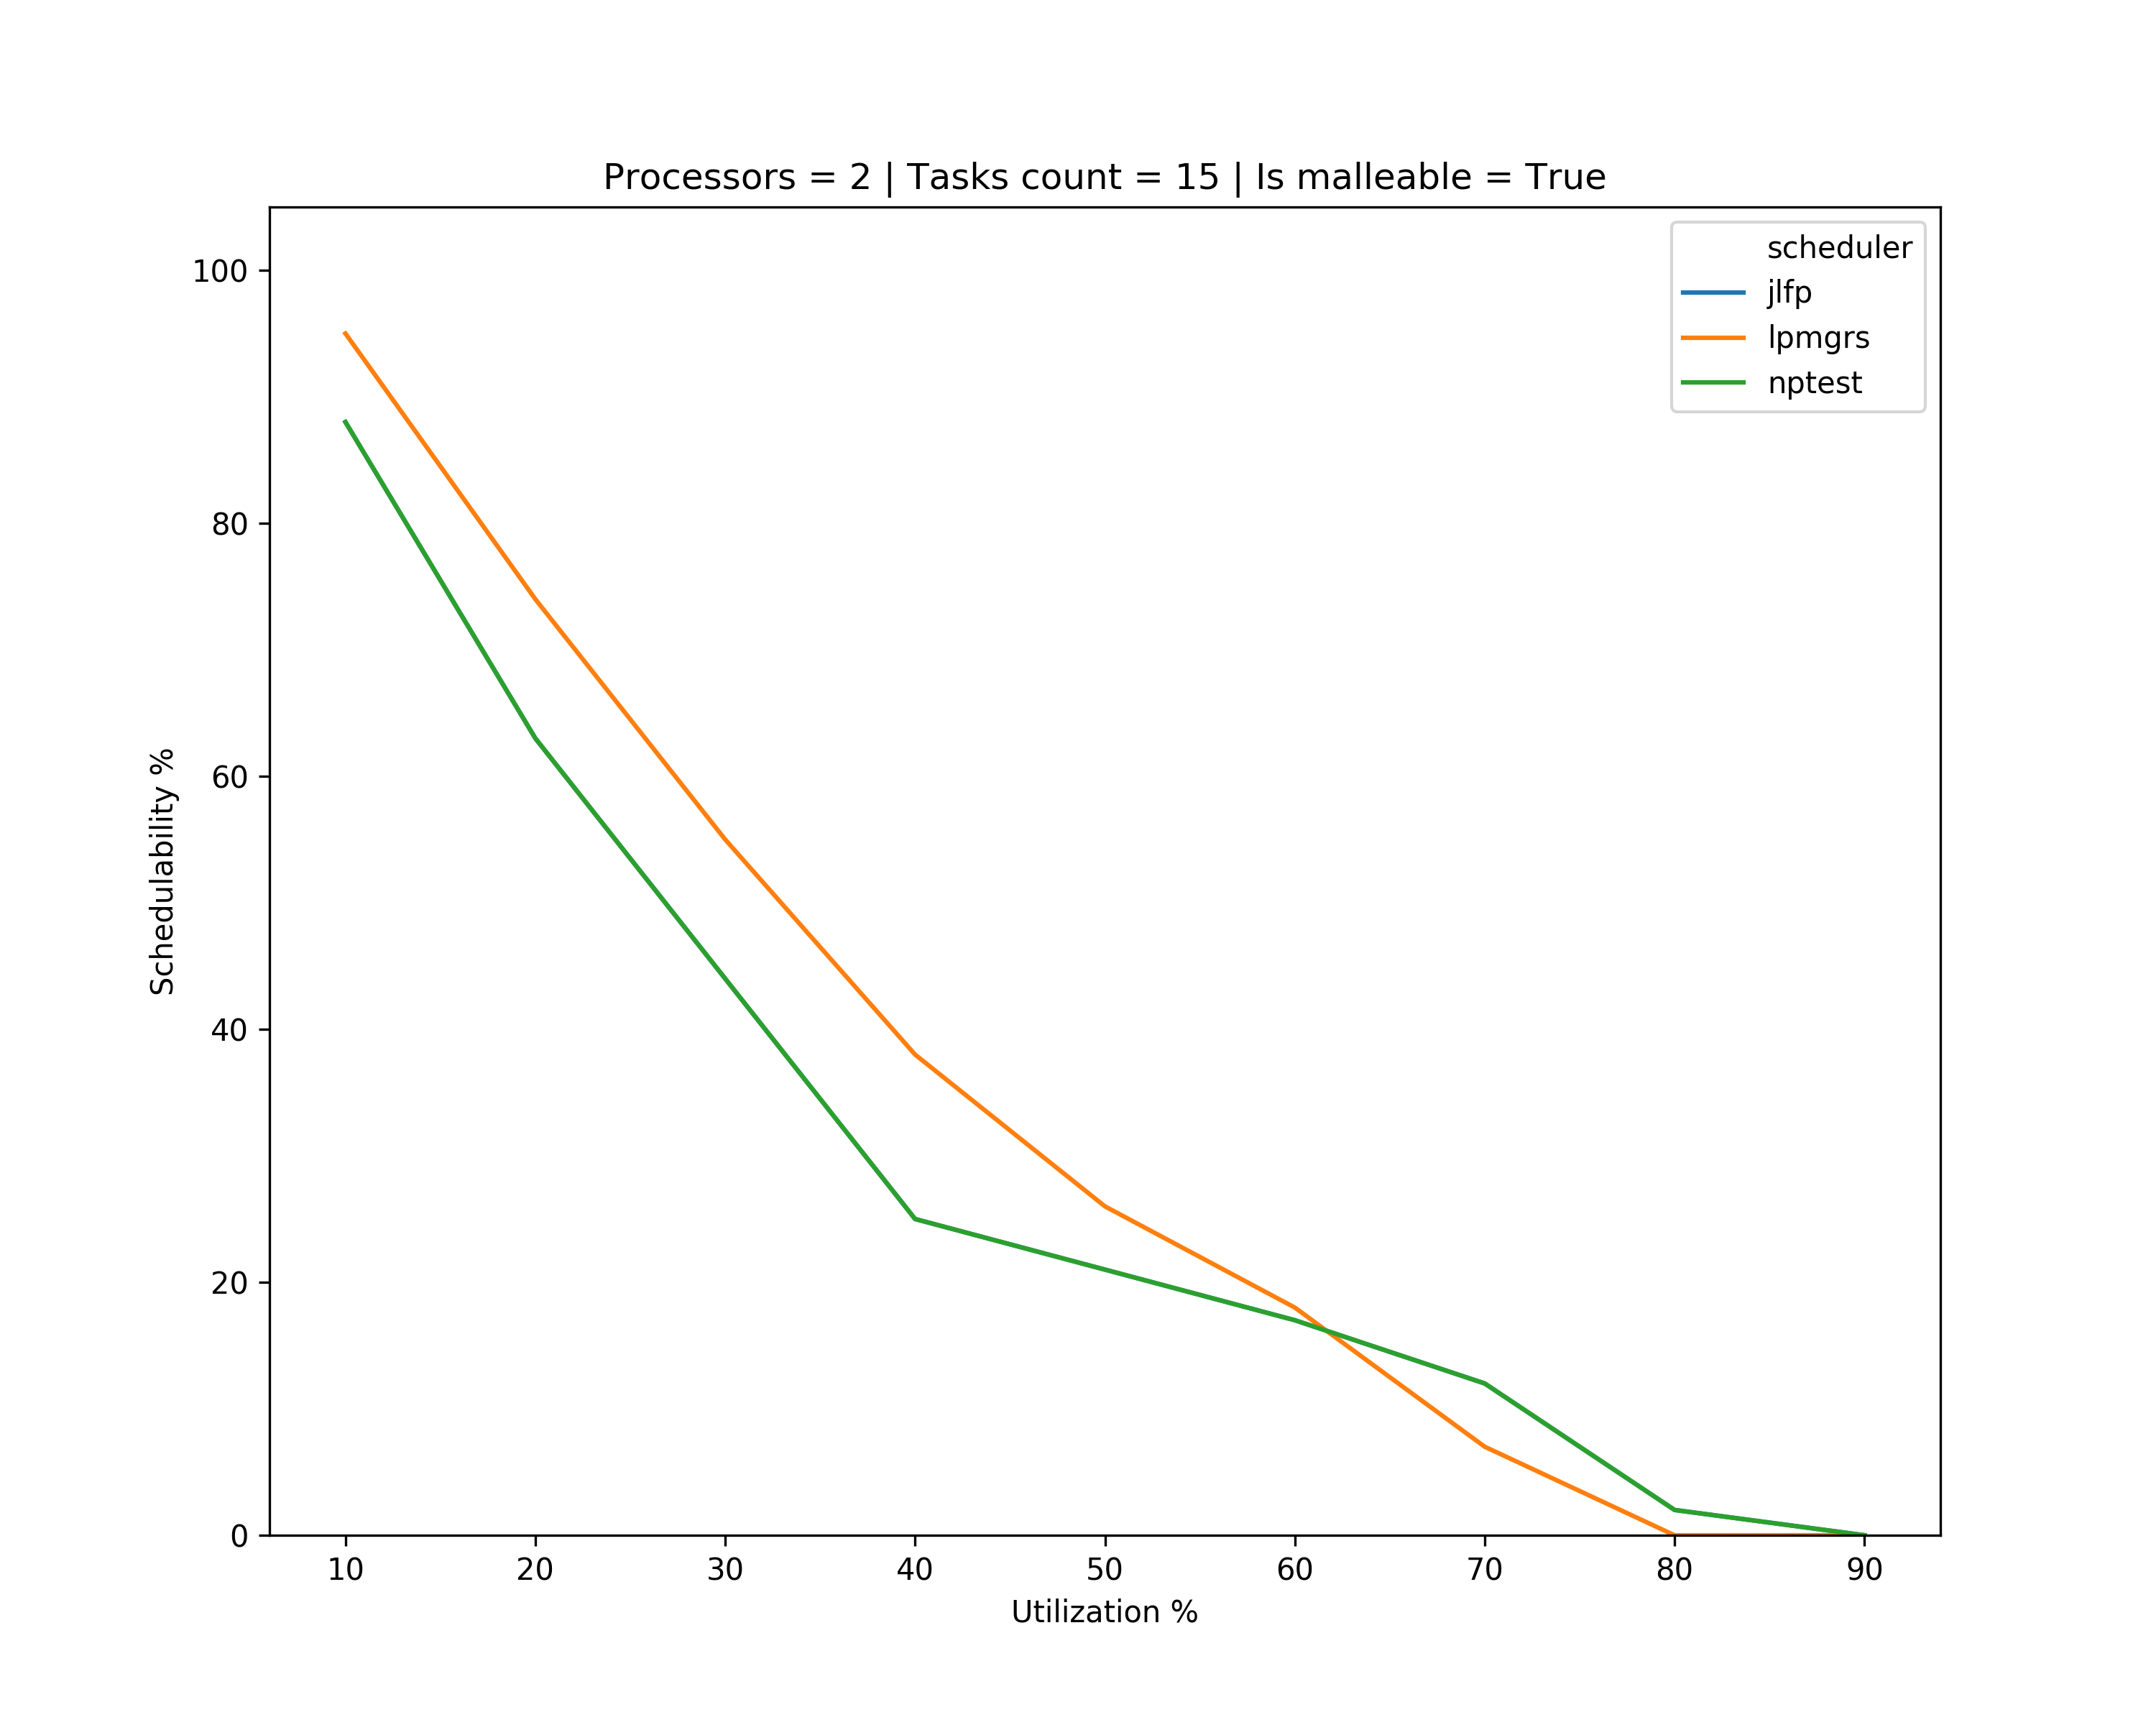 Processors = 2 | Tasks count = 15 | Is malleable = True
scheduler
jlfp
lpmgrs
nptest
Schedulability %
100
80
60
40
20
0
10 20 30 40 50 60 70 80 90
Utilization %